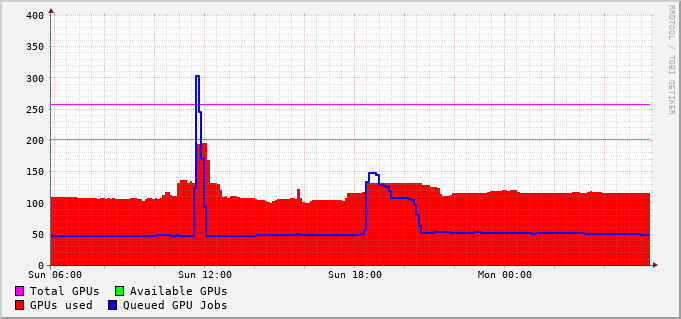 400
350
300
250
200
150
100
50
0
Sun 06:00 Sun 12:00 Sun 18:00 Mon 00:00
Total GPUs Available GPUs
GPUs used Queued GPU Jobs
RRDTOOL / TOBI OETIKER